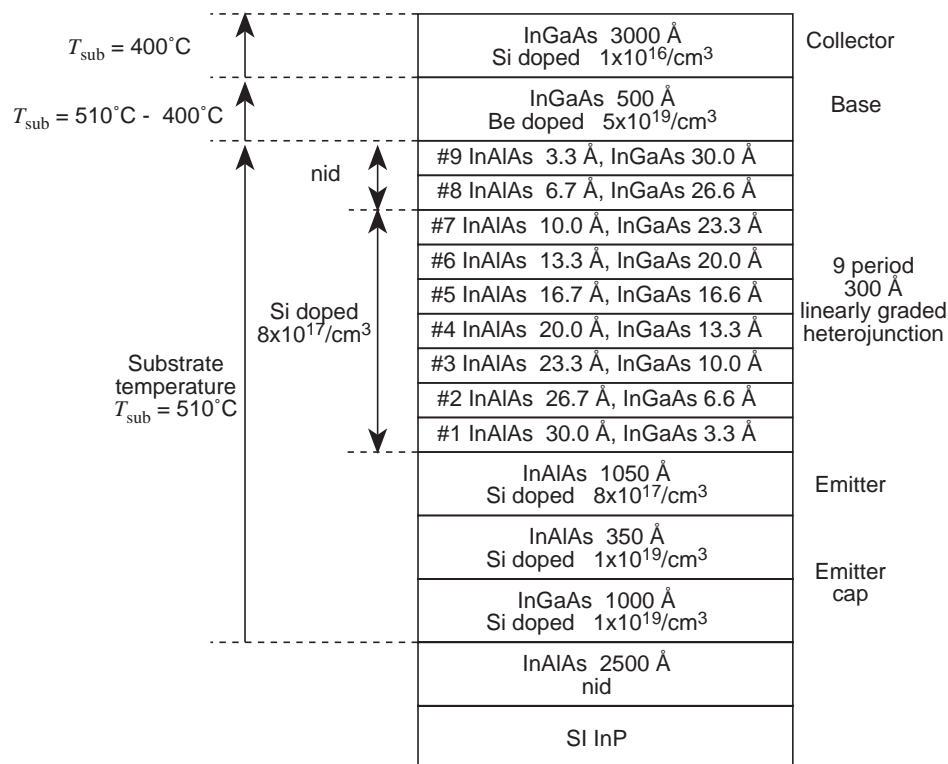 InGaAs 3000 Å
Si doped 1x10^16/cm^3
Collector
T_sub = 400˚C
InGaAs 500 Å
Be doped 5x10^19/cm^3
Base
T_sub = 510˚C - 400˚C
nid
#9 InAlAs 3.3 Å, InGaAs 30.0 Å
#8 InAlAs 6.7 Å, InGaAs 26.6 Å
#7 InAlAs 10.0 Å, InGaAs 23.3 Å
#6 InAlAs 13.3 Å, InGaAs 20.0 Å
#5 InAlAs 16.7 Å, InGaAs 16.6 Å
#4 InAlAs 20.0 Å, InGaAs 13.3 Å
#3 InAlAs 23.3 Å, InGaAs 10.0 Å
#2 InAlAs 26.7 Å, InGaAs 6.6 Å
#1 InAlAs 30.0 Å, InGaAs 3.3 Å
9 period
300 Å
linearly graded
heterojunction
Si doped
8x10^17/cm^3
Substrate
temperature
T_sub = 510˚C
InAlAs 1050 Å
Si doped 8x10^17/cm^3
Emitter
InAlAs 350 Å
Si doped 1x10^19/cm^3
Emitter
cap
InGaAs 1000 Å
Si doped 1x10^19/cm^3
InAlAs 2500 Å
nid
SI InP